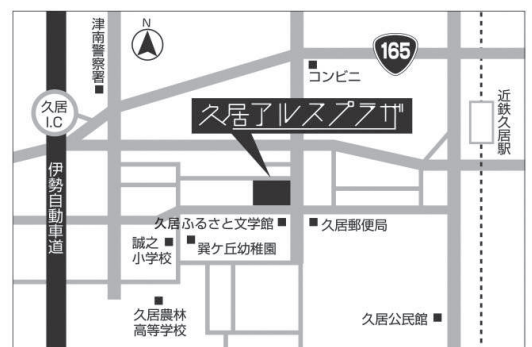 N
津南警察署
165
コンビニ
久居
I.C
久居アルスプラザ
近鉄久居駅
伊勢自動車道
久居ふるさと文学館
久居郵便局
誠之
小学校
巽ケ丘幼稚園
久居農林
高等学校
久居公民館